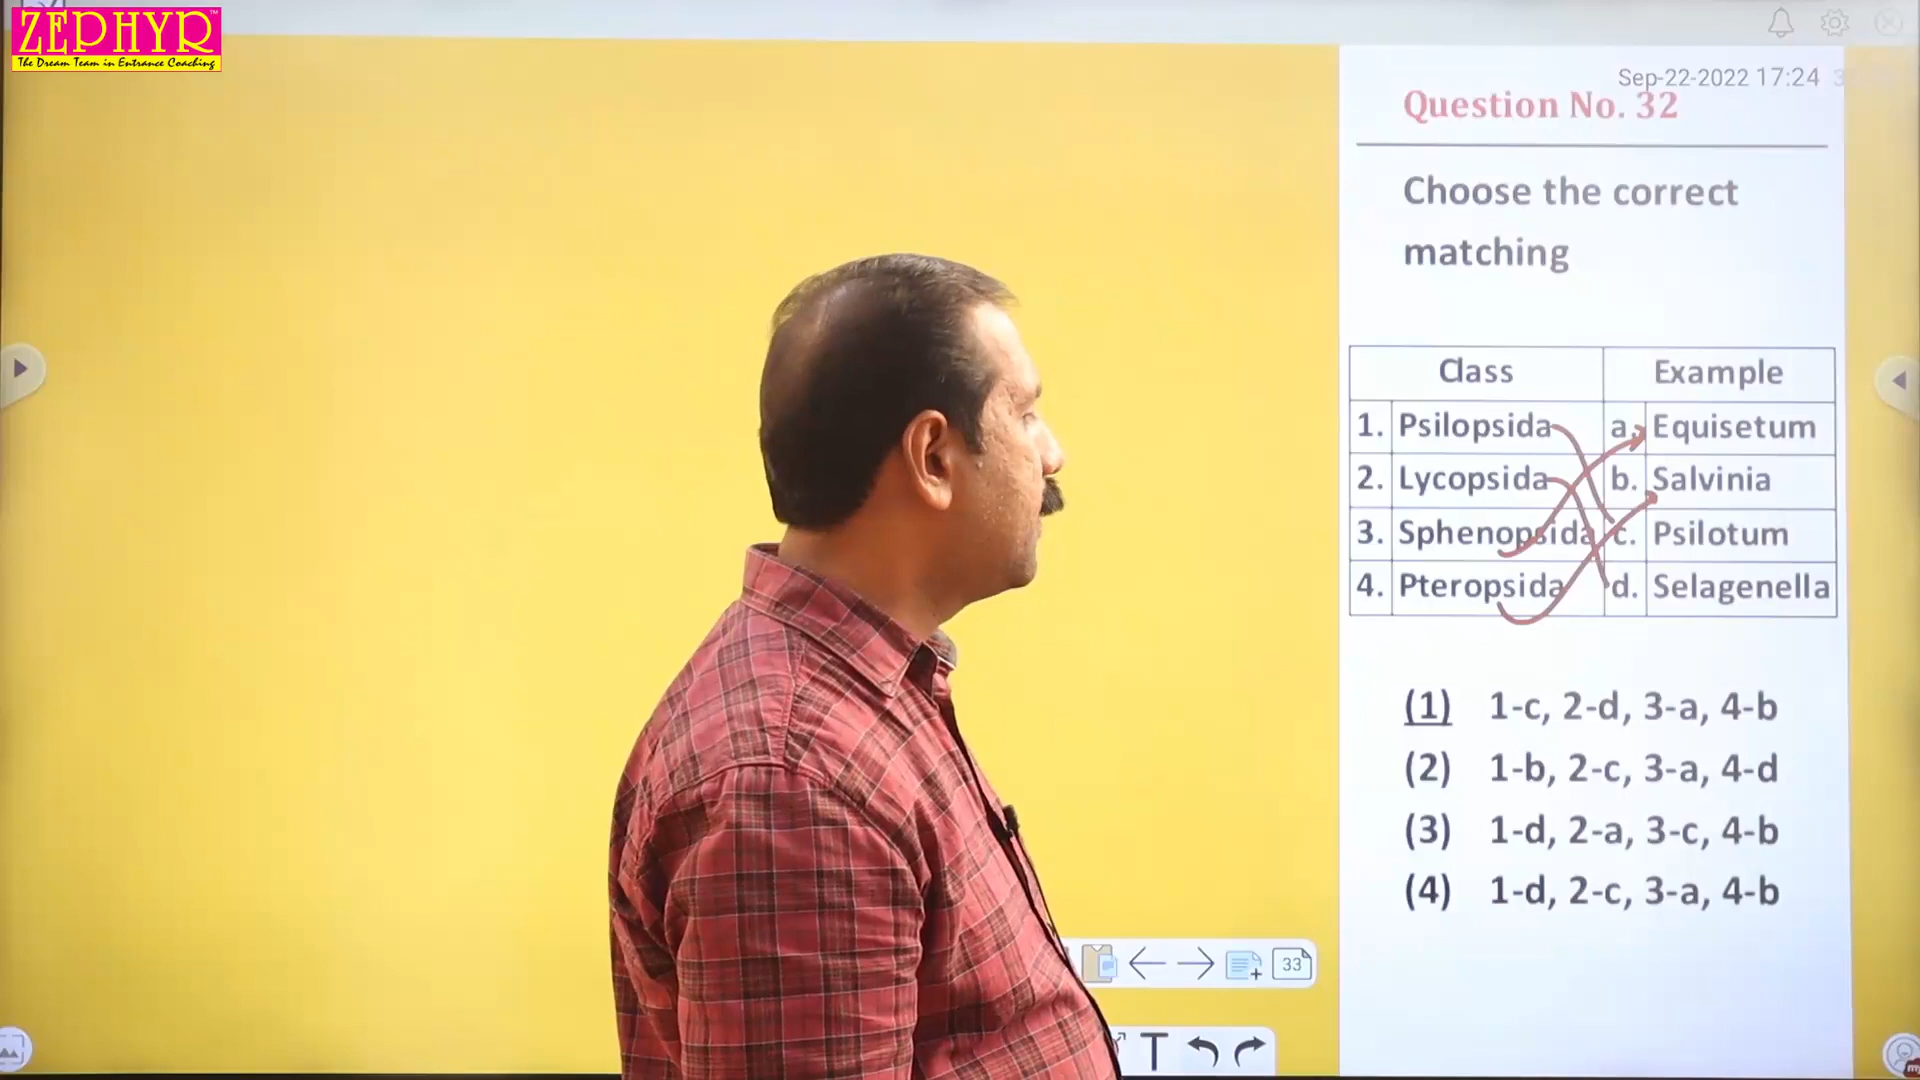 ZEPHYR™
The Dream Team in Entrance Coaching
Sep-22-2022 17:24
Question No. 32
Choose the correct
matching
Class Example
1. Psilopsida a. Equisetum
2. Lycopsida b. Salvinia
3. Sphenopsida c. Psilotum
4. Pteropsida d. Selagenella
(1) 1-c, 2-d, 3-a, 4-b
(2) 1-b, 2-c, 3-a, 4-d
(3) 1-d, 2-a, 3-c, 4-b
(4) 1-d, 2-c, 3-a, 4-b
33
T